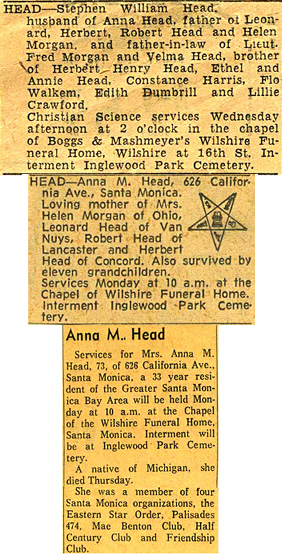 HEAD—Stephen William Head,
husband of Anna Head, father of Leon-
ard, Herbert, Robert Head and Helen
Morgan, and father-in-law of Lieut.
Fred Morgan and Velma Head, brother
of Herbert, Henry Head, Ethel and
Annie Head, Constance Harris, Flo
Walkem, Edith Dumbrill and Lillie
Crawford.
Christian Science services Wednesday
afternoon at 2 o'clock in the chapel
of Boggs & Mashmeyer's Wilshire Fu-
neral Home, Wilshire at 16th St. In-
terment Inglewood Park Cemetery.
HEAD—Anna M. Head, 626 Califor-
nia Ave., Santa Monica.
Loving mother of Mrs.
Helen Morgan of Ohio,
Leonard Head of Van
Nuys, Robert Head of
Lancaster and Herbert
Head of Concord. Also survived by
eleven grandchildren.
Services Monday at 10 a.m. at the
Chapel of Wilshire Funeral Home.
Interment Inglewood Park Ceme-
tery.
Anna M.. Head
Services for Mrs. Anna M.
Head, 73, of 626 California Ave.,
Santa Monica, a 33 year resi-
dent of the Greater Santa Mon-
ica Bay Area will be held Mon-
day at 10 a.m. at the Chapel
of the Wilshire Funeral Home,
Santa Monica. Interment will
be at Inglewood Park Ceme-
tery.
A native of Michigan, she
died Thursday.
She was a member of four
Santa Monica organizations, the
Eastern Star Order, Palisades
474, Mae Benton Club, Half
Century Club and Friendship
Club.